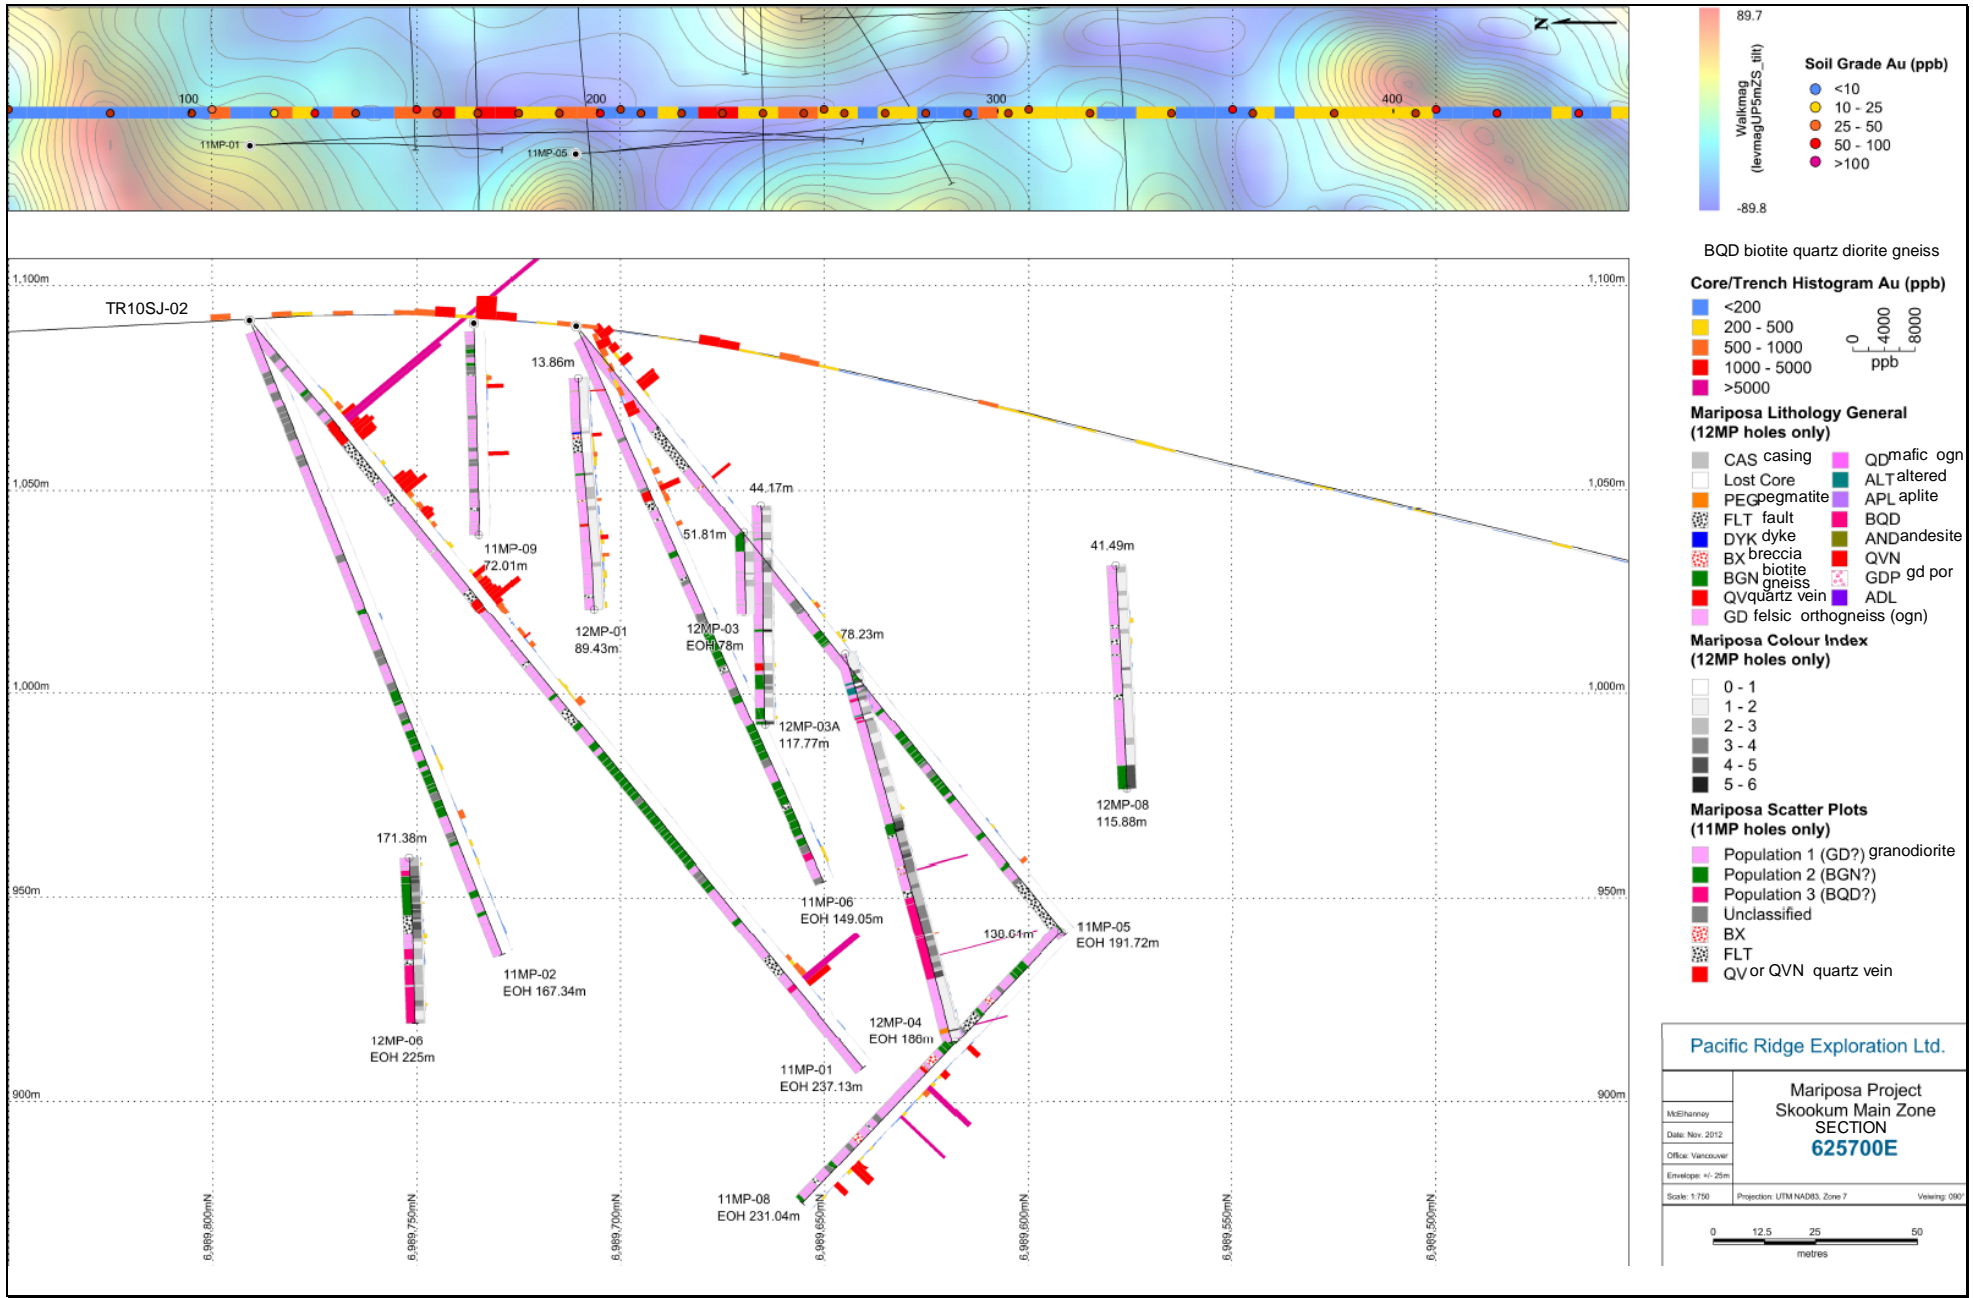 100
200
300
400
N
11MP-01
11MP-05
89.7
Walkmag
(levmagUP5mZS_tilt)
-89.8
Soil Grade Au (ppb)
<10
10 - 25
25 - 50
50 - 100
>100
BQD biotite quartz diorite gneiss
Core/Trench Histogram Au (ppb)
<200
200 - 500
500 - 1000
1000 - 5000
>5000
0
4000
8000
ppb
Mariposa Lithology General
(12MP holes only)
CAS casing
Lost Core
PEG pegmatite
FLT fault
DYK dyke
BX breccia
BGN biotite gneiss
QV quartz vein
GD felsic orthogneiss (ogn)
QD mafic ogn
ALT altered
APL aplite
BQD
AND andesite
QVN
GDP gd por
ADL
Mariposa Colour Index
(12MP holes only)
0 - 1
1 - 2
2 - 3
3 - 4
4 - 5
5 - 6
Mariposa Scatter Plots
(11MP holes only)
Population 1 (GD?) granodiorite
Population 2 (BGN?)
Population 3 (BQD?)
Unclassified
BX
FLT
QV or QVN quartz vein
1,100m
1,100m
TR10SJ-02
13.86m
1,050m
1,050m
44.17m
51.81m
41.49m
11MP-09
72.01m
12MP-01
89.43m
12MP-03
EOH 78m
78.23m
1,000m
1,000m
12MP-03A
117.77m
12MP-08
115.88m
171.38m
950m
950m
11MP-06
EOH 149.05m
138.61m
11MP-05
EOH 191.72m
11MP-02
EOH 167.34m
12MP-04
EOH 186m
12MP-06
EOH 225m
11MP-01
EOH 237.13m
900m
900m
11MP-08
EOH 231.04m
6,989,800mN
6,989,750mN
6,989,700mN
6,989,650mN
6,989,600mN
6,989,550mN
6,989,500mN
Pacific Ridge Exploration Ltd.
McElhanney
Date: Nov. 2012
Office: Vancouver
Envelope: +/- 25m
Scale: 1:750
Mariposa Project
Skookum Main Zone
SECTION
625700E
Projection: UTM NAD83, Zone 7
Veiwing: 090°
0
12.5
25
50
metres